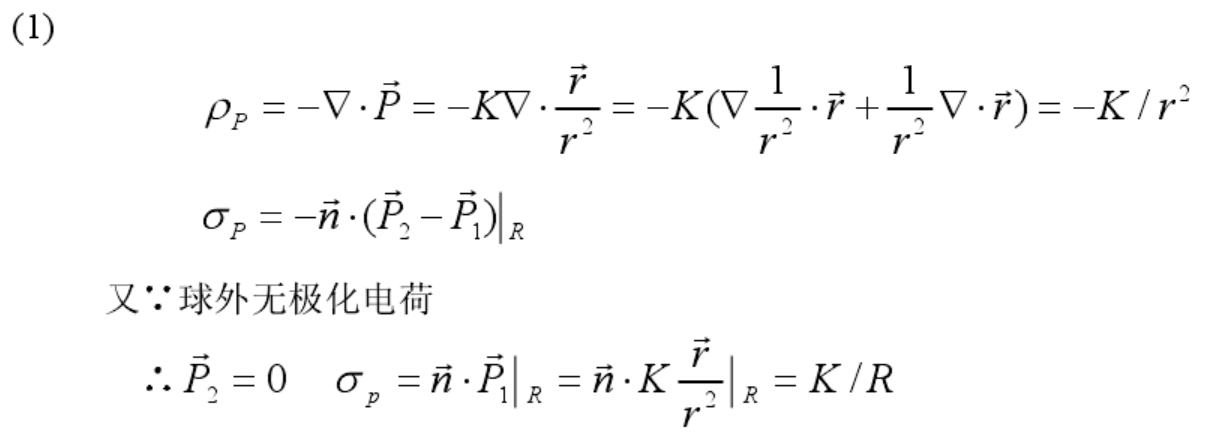 (1)
ρ_P = −∇·P⃗ = −K∇·r⃗/r² = −K(∇ 1/r² ·r⃗ + 1/r² ∇·r⃗) = −K / r²
σ_P = −n⃗·(P⃗₂ − P⃗₁)|_R
又∵球外无极化电荷
∴ P⃗₂ = 0 σ_p = n⃗·P⃗₁|_R = n⃗·K r⃗/r² |_R = K / R